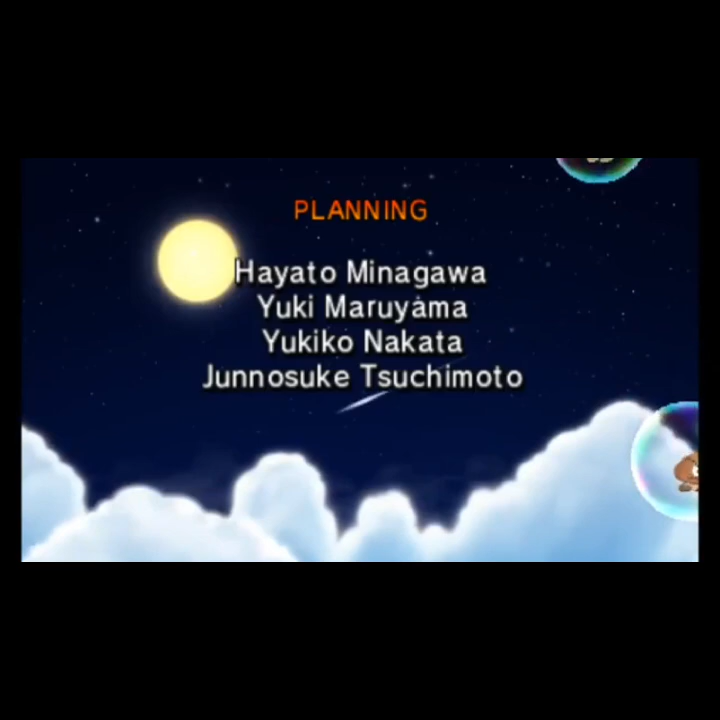 PLANNING
Hayato Minagawa
Yuki Maruyama
Yukiko Nakata
Junnosuke Tsuchimoto